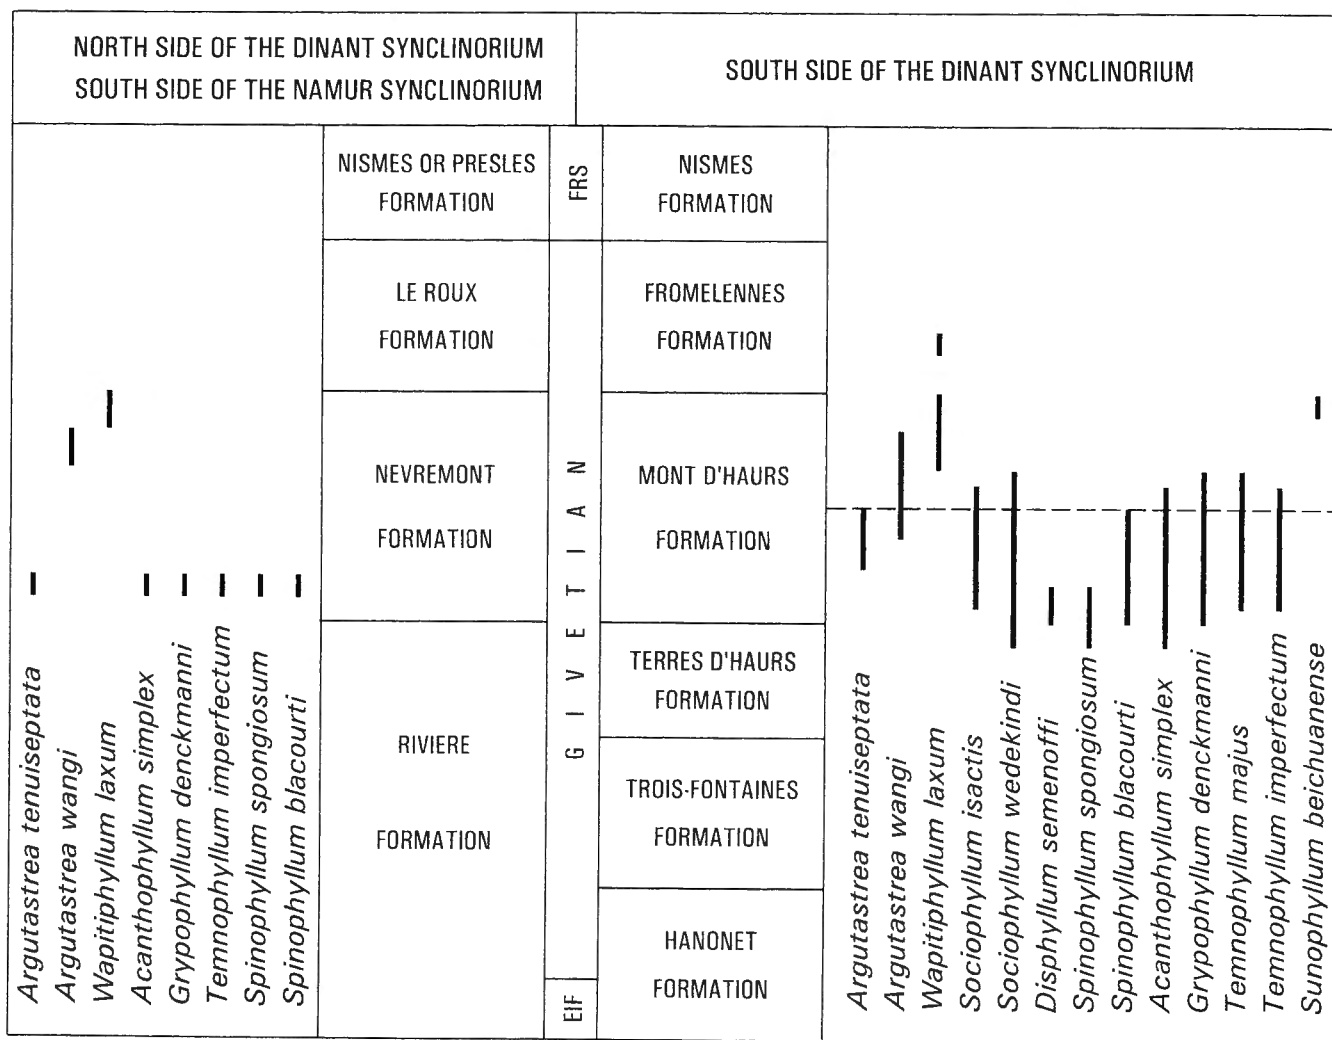 NORTH SIDE OF THE DINANT SYNCLINORIUM
SOUTH SIDE OF THE NAMUR SYNCLINORIUM
SOUTH SIDE OF THE DINANT SYNCLINORIUM
NISMES OR PRESLES
FORMATION
FRS
NISMES
FORMATION
LE ROUX
FORMATION
FROMELENNES
FORMATION
NEVREMONT
FORMATION
GIVETIAN
MONT D'HAURS
FORMATION
RIVIERE
FORMATION
TERRES D'HAURS
FORMATION
TROIS-FONTAINES
FORMATION
HANONET
FORMATION
EIF
Argutastrea tenuiseptata
Argutastrea wangi
Wapitiphyllum laxum
Acanthophyllum simplex
Grypophyllum denckmanni
Temnophyllum imperfectum
Spinophyllum spongiosum
Spinophyllum blacourti
Argutastrea tenuiseptata
Argutastrea wangi
Wapitiphyllum laxum
Sociophyllum isactis
Sociophyllum wedekindi
Disphyllum semenoffi
Spinophyllum spongiosum
Spinophyllum blacourti
Acanthophyllum simplex
Grypophyllum denckmanni
Temnophyllum majus
Temnophyllum imperfectum
Sunophyllum beichuanense